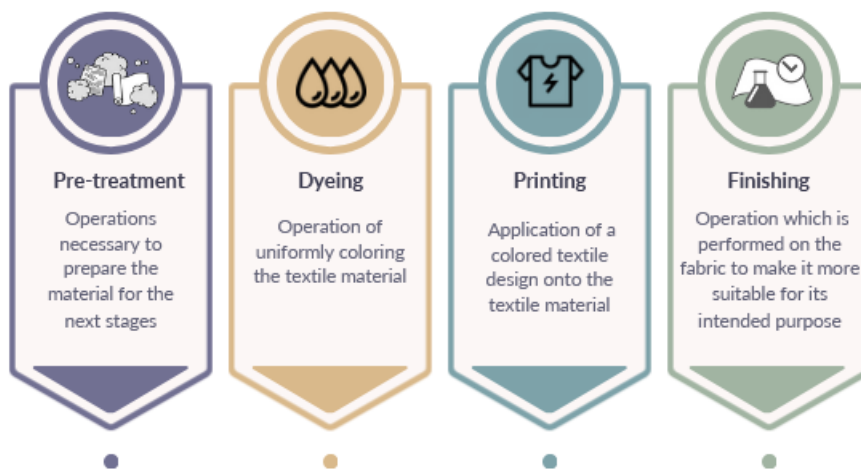 Pre-treatment
Operations
necessary to
prepare the
material for the
next stages
Dyeing
Operation of
uniformly coloring
the textile material
Printing
Application of a
colored textile
design onto the
textile material
Finishing
Operation which is
performed on the
fabric to make it more
suitable for its
intended purpose